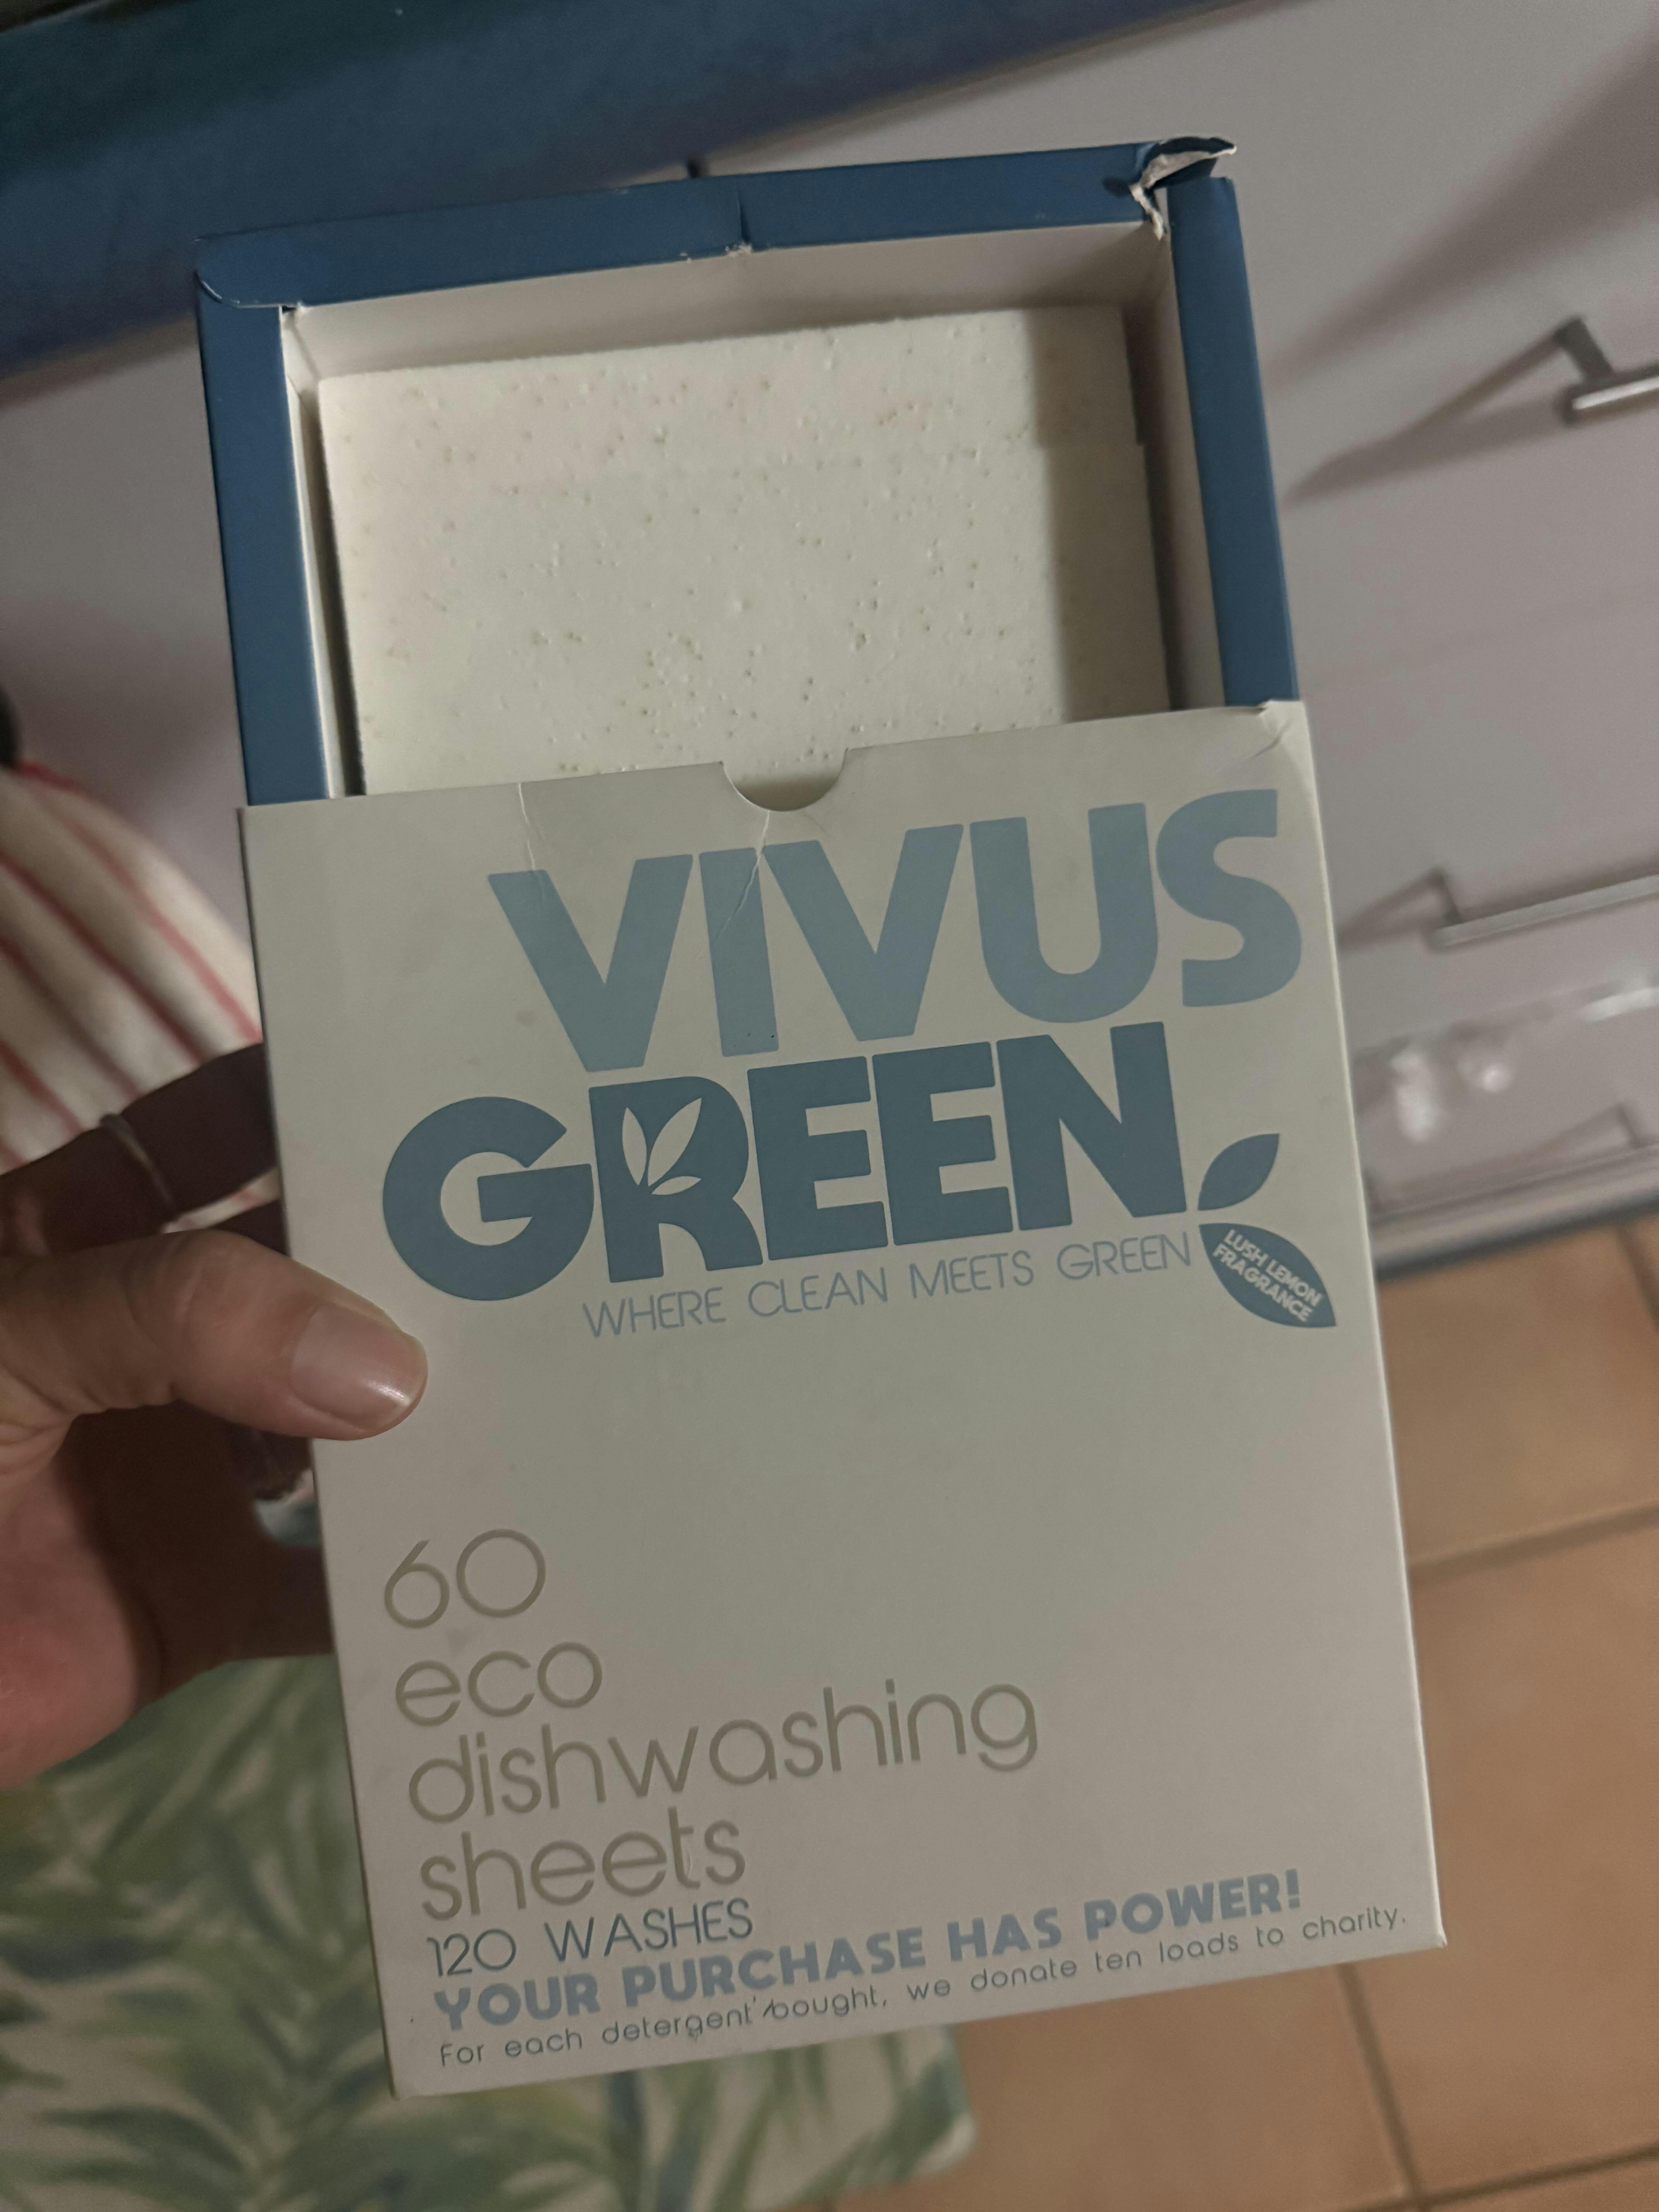 VIVUS
GREEN
WHERE CLEAN MEETS GREEN
LUSH LEMON
FRAGRANCE
60
eco
dishwashing
sheets
120 WASHES
YOUR PURCHASE HAS POWER!
For each detergent bought, we donate ten loads to charity.